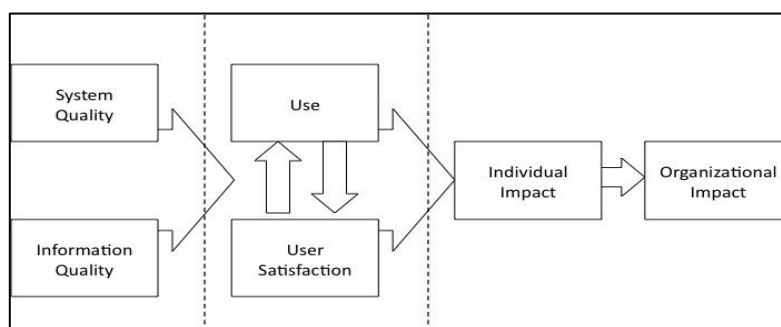 System
Quality
Use
Individual
Impact
Organizational
Impact
Information
Quality
User
Satisfaction